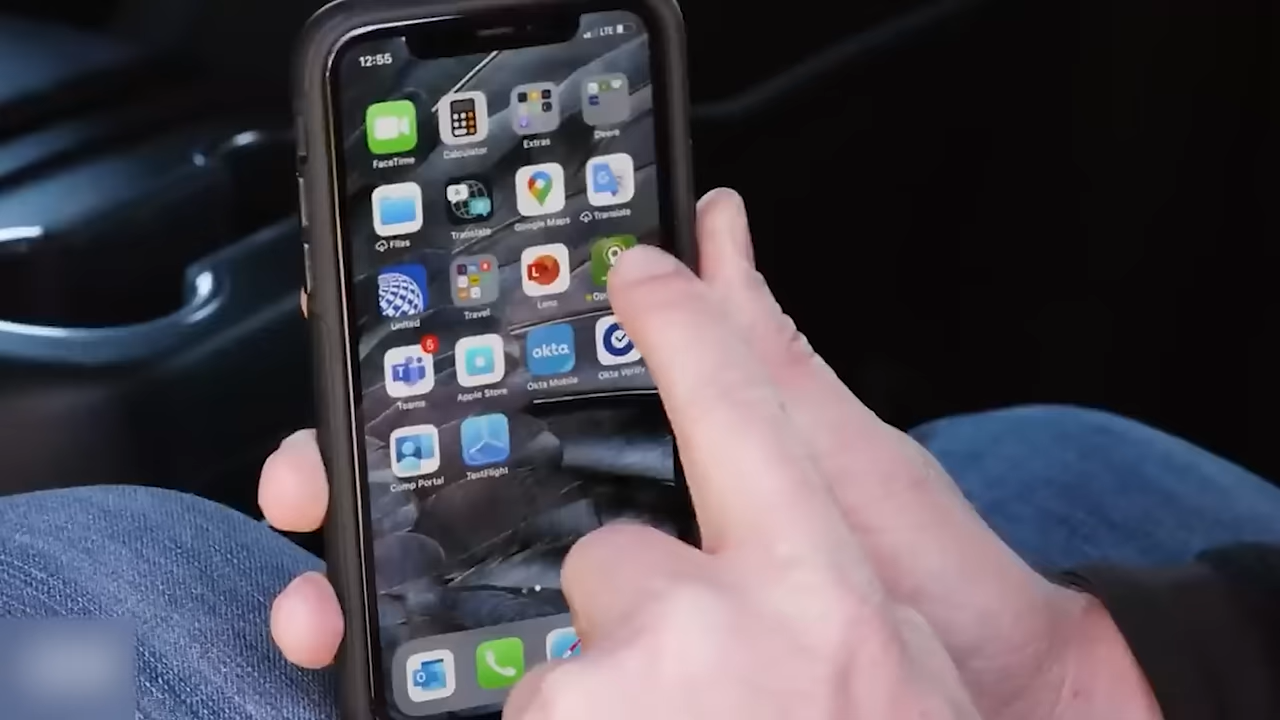 12:55
LTE
FaceTime
Calculator
Extras
Deere
Files
Translate
Google Maps
Translate
United
Travel
Lens
Teams
5
Apple Store
okta
Okta Mobile
Okta Verify
Comp Portal
TestFlight